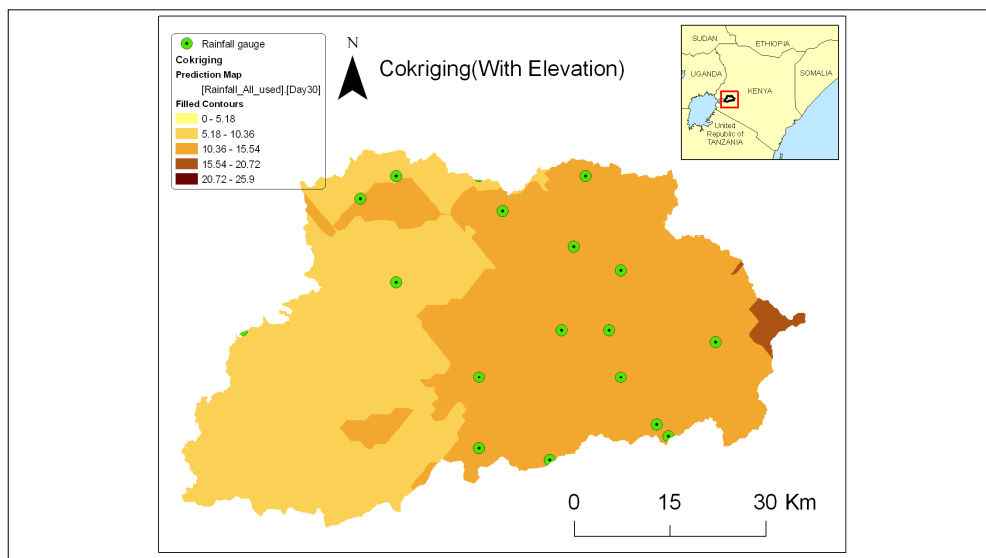 Rainfall gauge
Cokriging
Prediction Map
[Rainfall_All_used].[Day30]
Filled Contours
0 - 5.18
5.18 - 10.36
10.36 - 15.54
15.54 - 20.72
20.72 - 25.9
N
Cokriging(With Elevation)
SUDAN
ETHIOPIA
UGANDA
SOMALIA
KENYA
United
Republic of
TANZANIA
0 15 30 Km